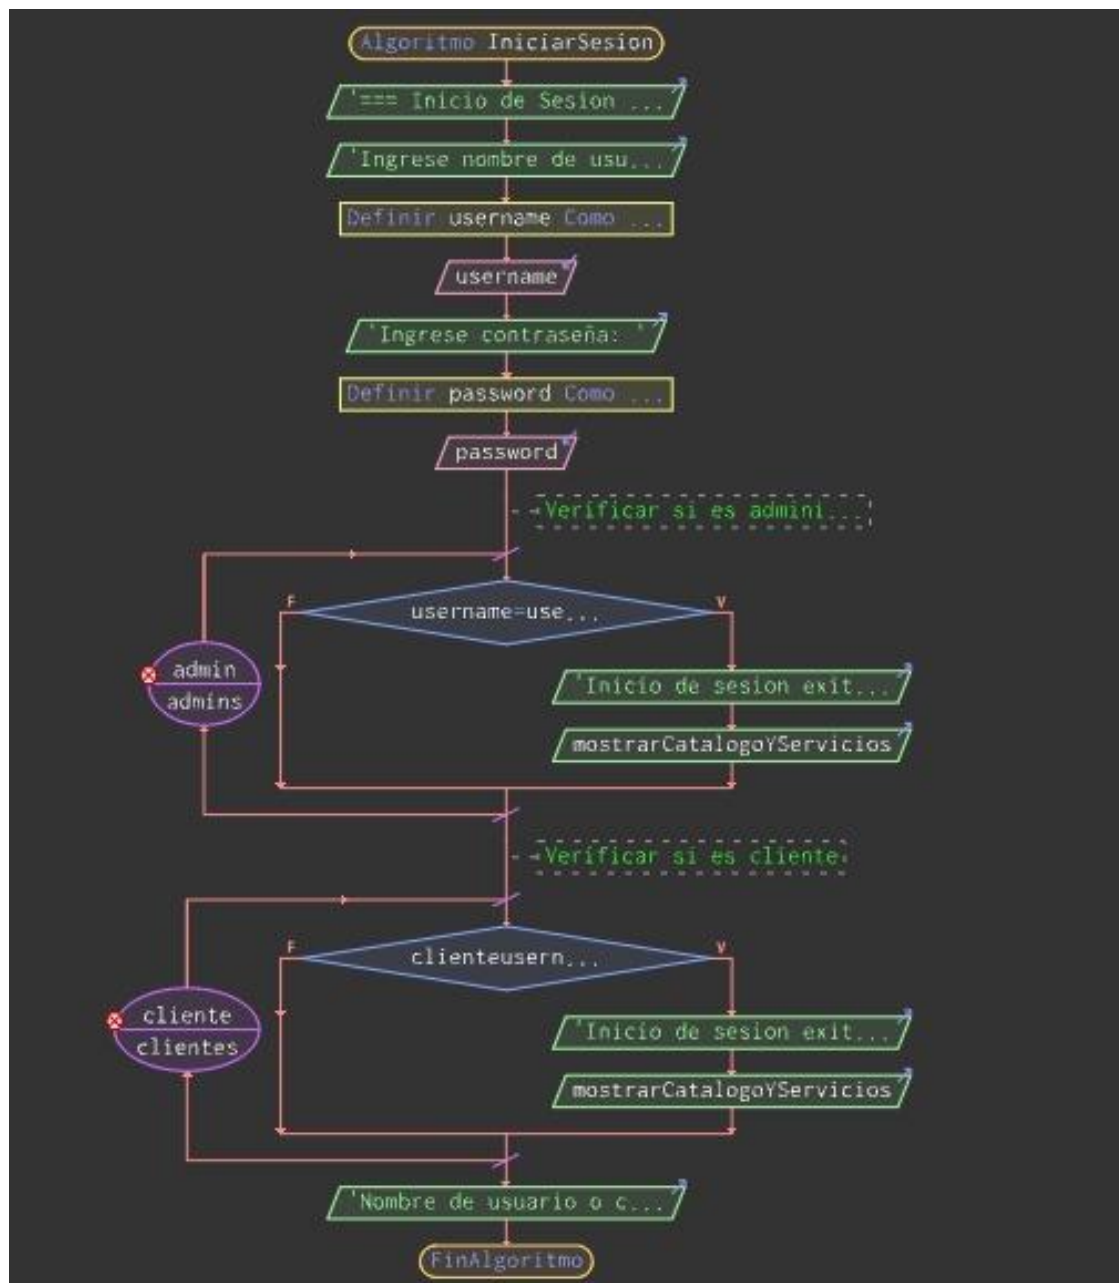 Algoritmo IniciarSesion
'=== Inicio de Sesion ...
'Ingrese nombre de usu...
Definir username Como ...
username
'Ingrese contraseña: '
Definir password Como ...
password
Verificar si es admini...
F
username=use...
V
admin
admins
'Inicio de sesion exit...
mostrarCatalogoYServicios
Verificar si es cliente
F
clienteusern...
V
cliente
clientes
'Inicio de sesion exit...
mostrarCatalogoYServicios
'Nombre de usuario o c...
FinAlgoritmo